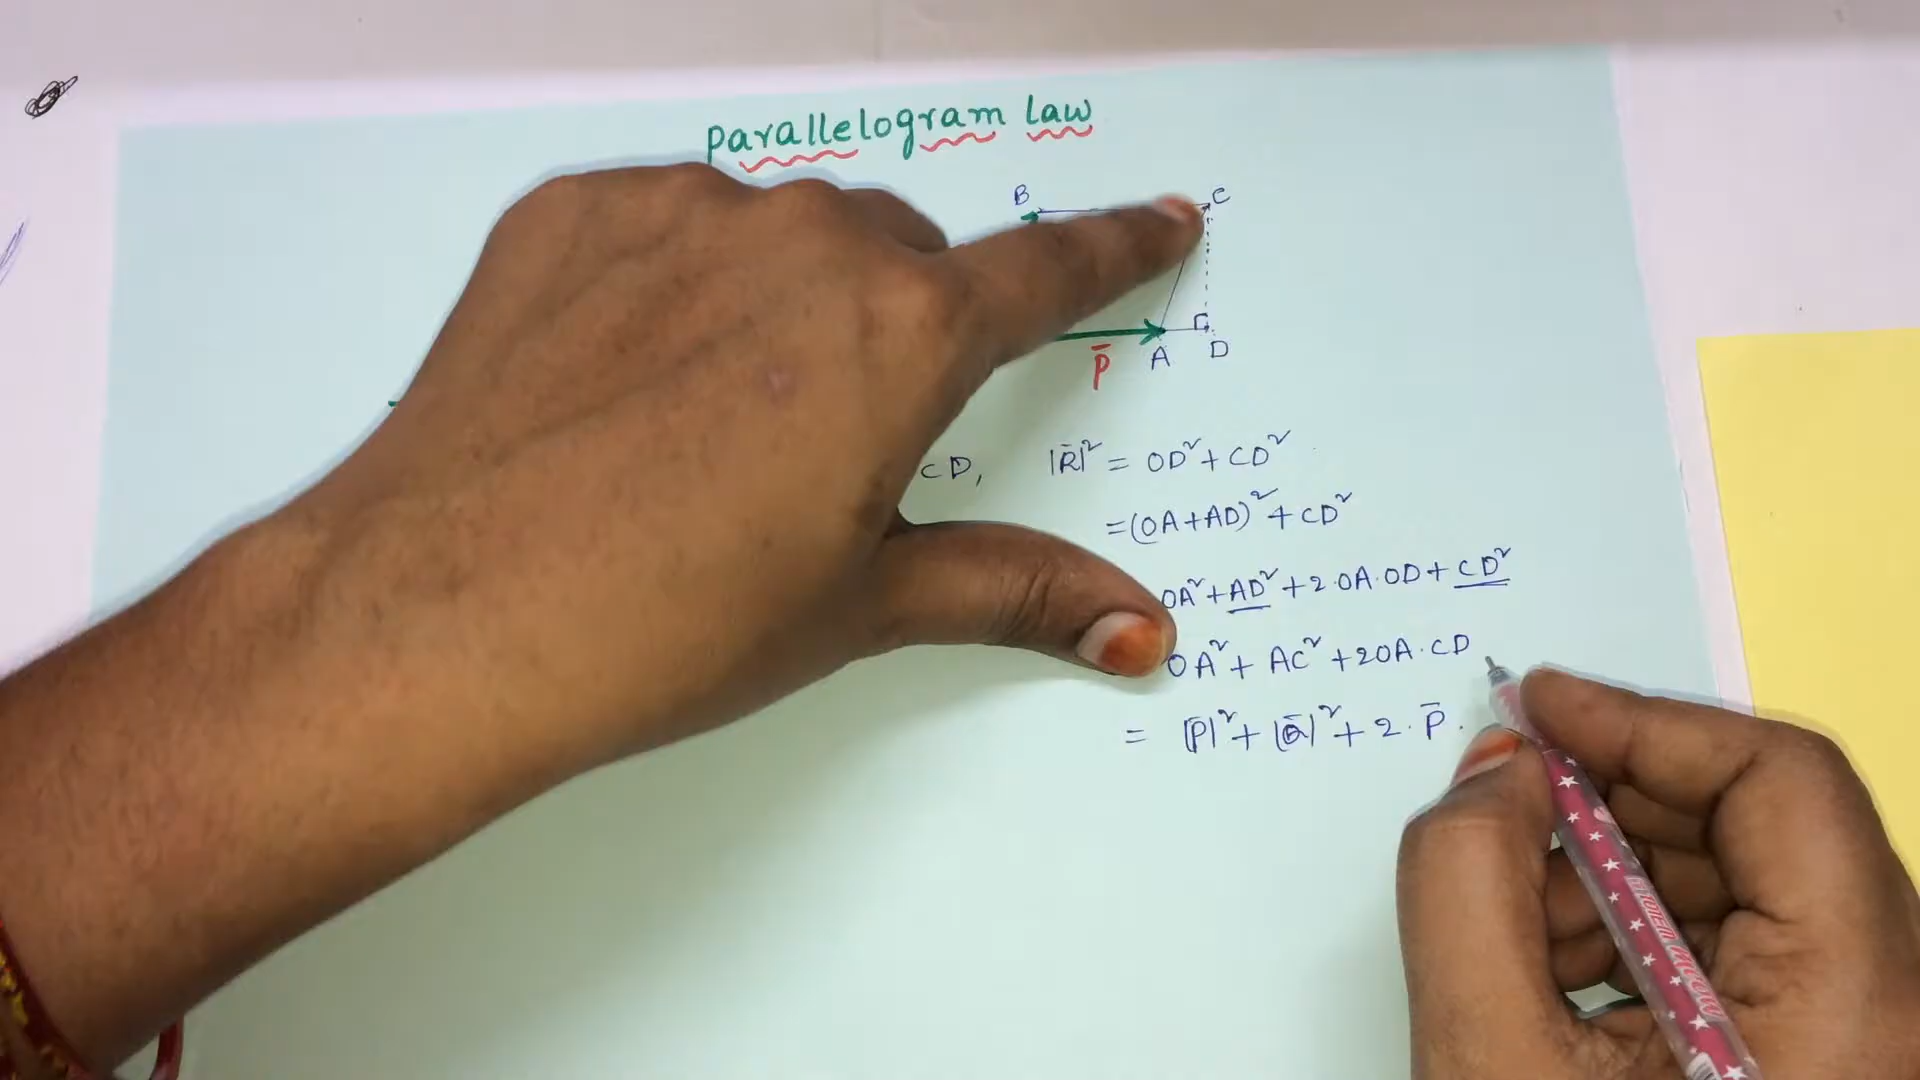 parallelogram law
B C
P̄ A D
CD, |R̄|² = OD² + CD²
= (OA + AD)² + CD²
OA² + AD² + 2·OA·OD + CD²
OA² + AC² + 2OA·CD
= |P̄|² + |Q̄|² + 2·P̄·